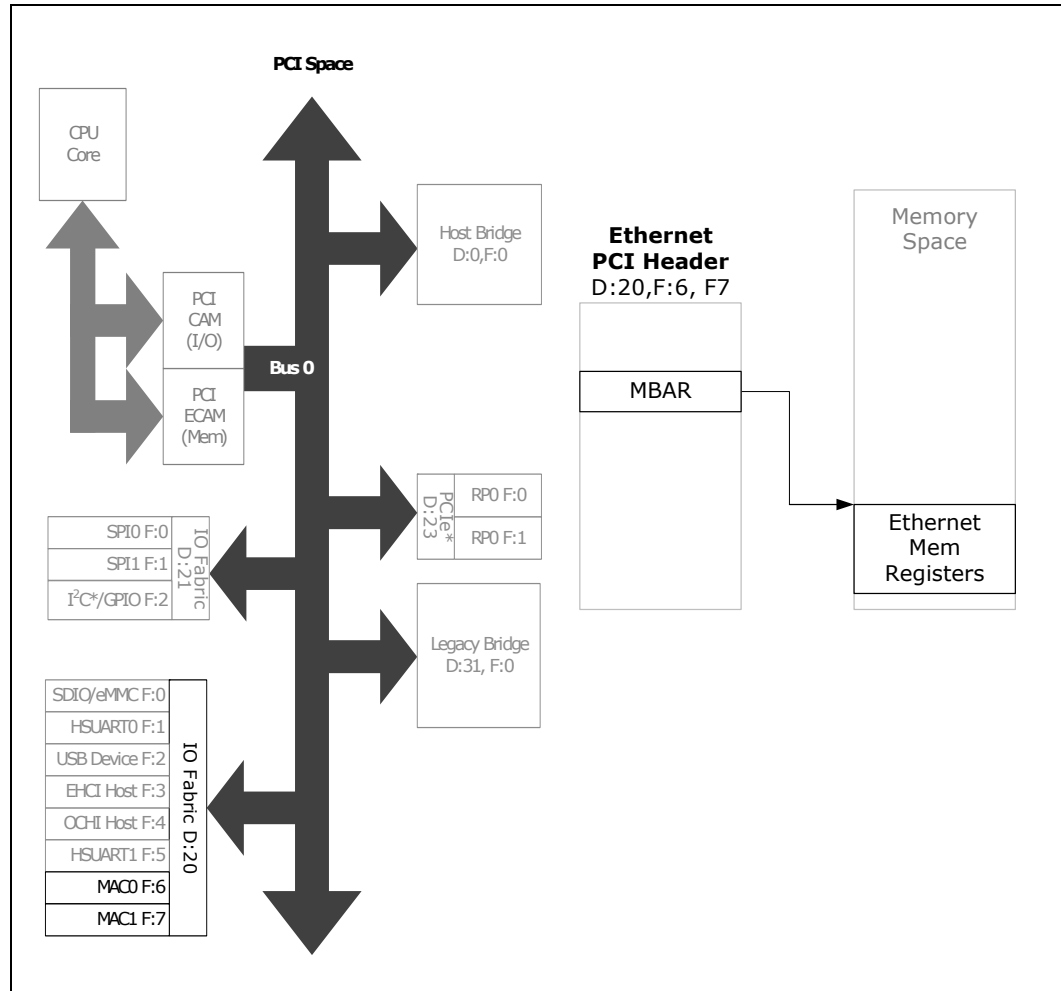 PCI Space
CPU
Core
PCI
CAM
(I/O)
PCI
ECAM
(Mem)
Bus 0
Host Bridge
D:0,F:0
PCIe*
D:23
RP0 F:0
RP0 F:1
SPI0 F:0
SPI1 F:1
I²C*/GPIO F:2
IO Fabric
D:21
Legacy Bridge
D:31, F:0
SDIO/eMMC F:0
HSUART0 F:1
USB Device F:2
EHCI Host F:3
OCHI Host F:4
HSUART1 F:5
MAC0 F:6
MAC1 F:7
IO Fabric D:20
Ethernet
PCI Header
D:20,F:6, F7
MBAR
Memory
Space
Ethernet
Mem
Registers